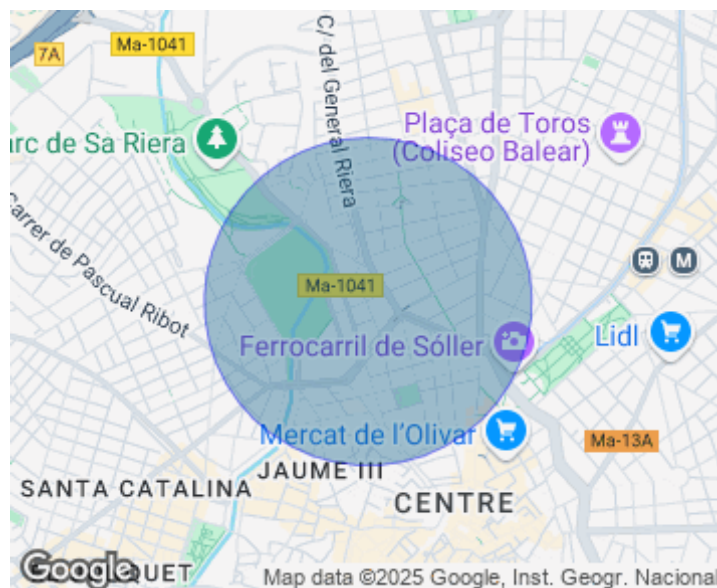 Ma-1041
7A
C/ del General Riera
arc de Sa Riera
Plaça de Toros
(Coliseo Balear)
Carrer de Pascual Ribot
Ma-1041
M
Ferrocarril de Sóller
Lidl
Mercat de l'Olivar
Ma-13A
JAUME III
SANTA CATALINA
CENTRE
Google
QUET
Map data ©2025 Google, Inst. Geogr. Nacional